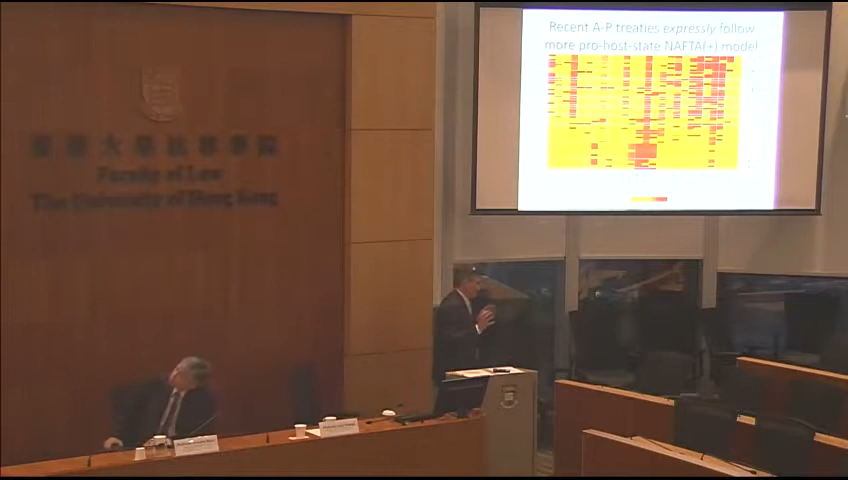 Recent A-P treaties expressly follow
more pro-host-state NAFTA(+) model
香港大學法律學院
Faculty of Law
The University of Hong Kong